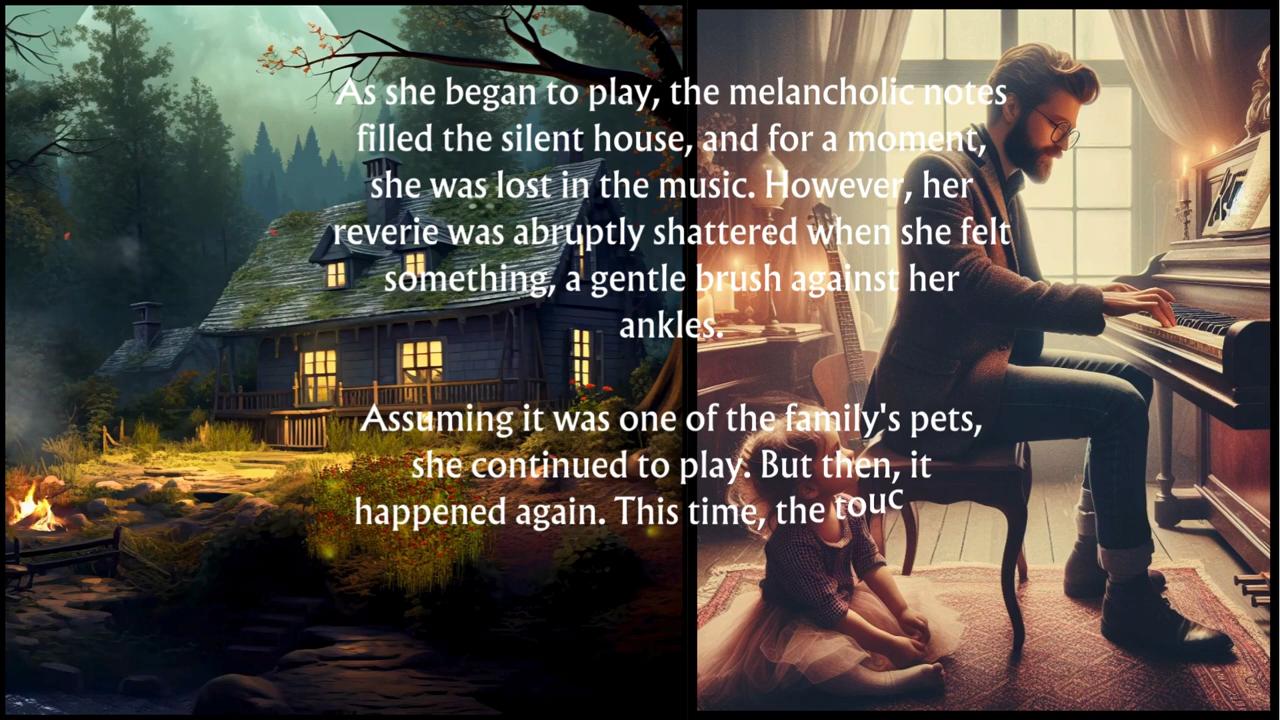 As she began to play, the melancholic notes
filled the silent house, and for a moment,
she was lost in the music. However, her
reverie was abruptly shattered when she felt
something, a gentle brush against her
ankles.
Assuming it was one of the family's pets,
she continued to play. But then, it
happened again. This time, the touc